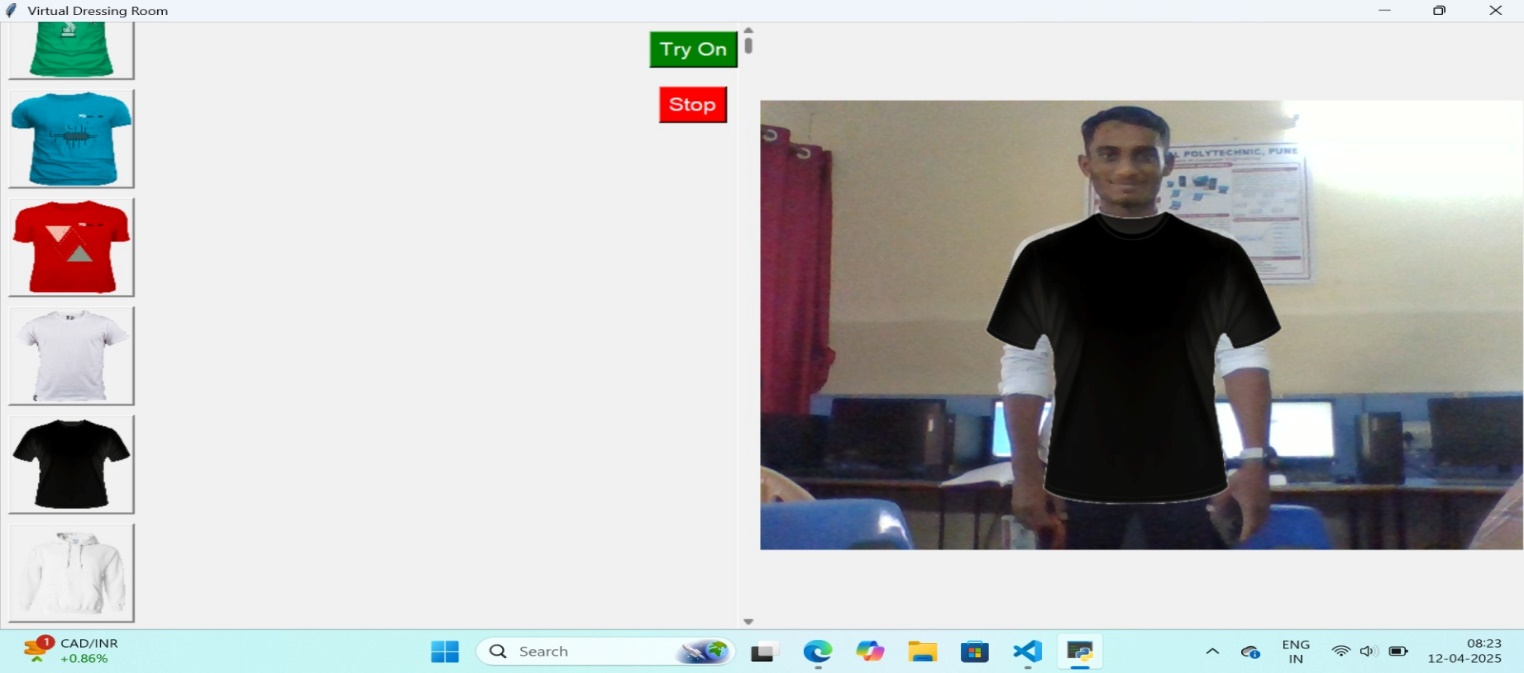 Virtual Dressing Room
Try On
Stop
L POLYTECHNIC, PUNE
CAD/INR
+0.86%
1
Search
ENG
IN
08:23
12-04-2025